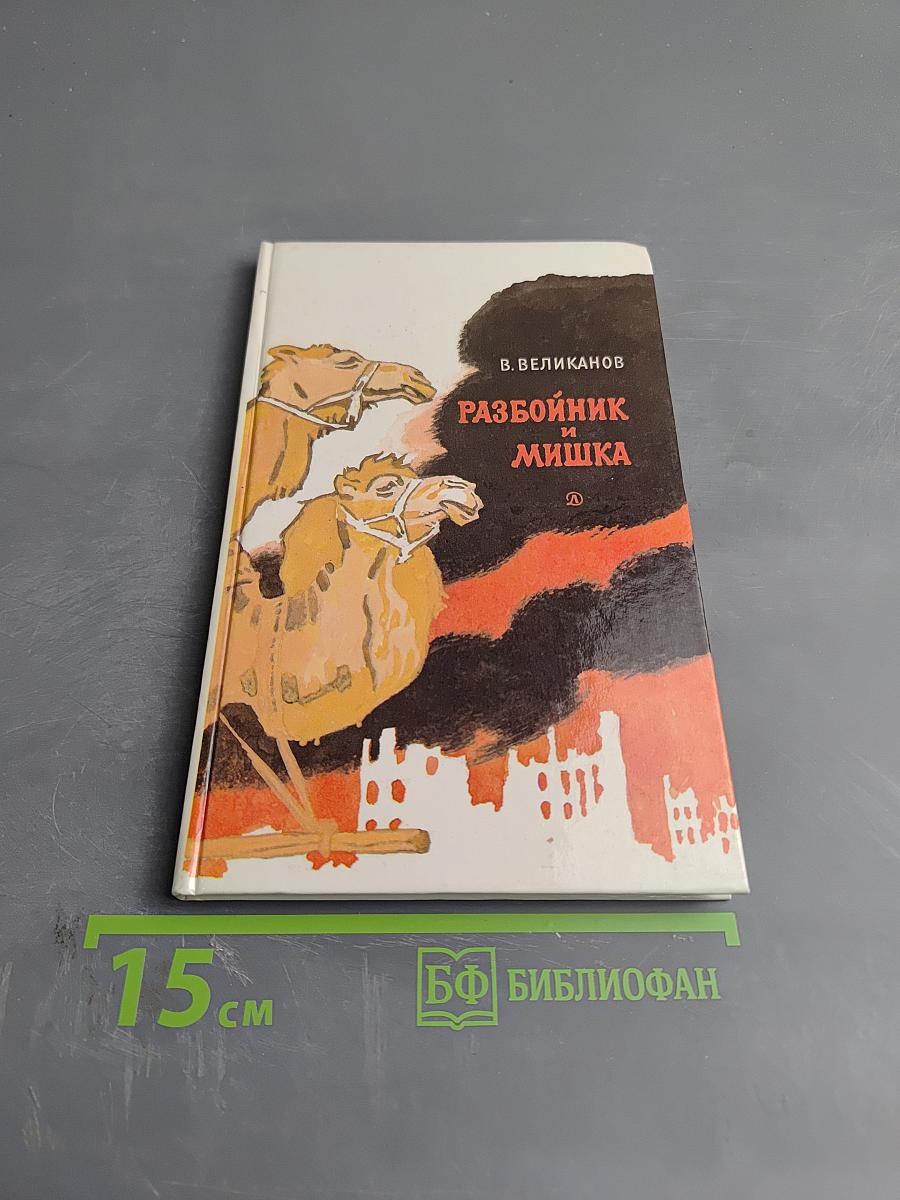 В. ВЕЛИКАНОВ
РАЗБОЙНИК
И
МИШКА
Д
15 см
БФ БИБЛИОФАН